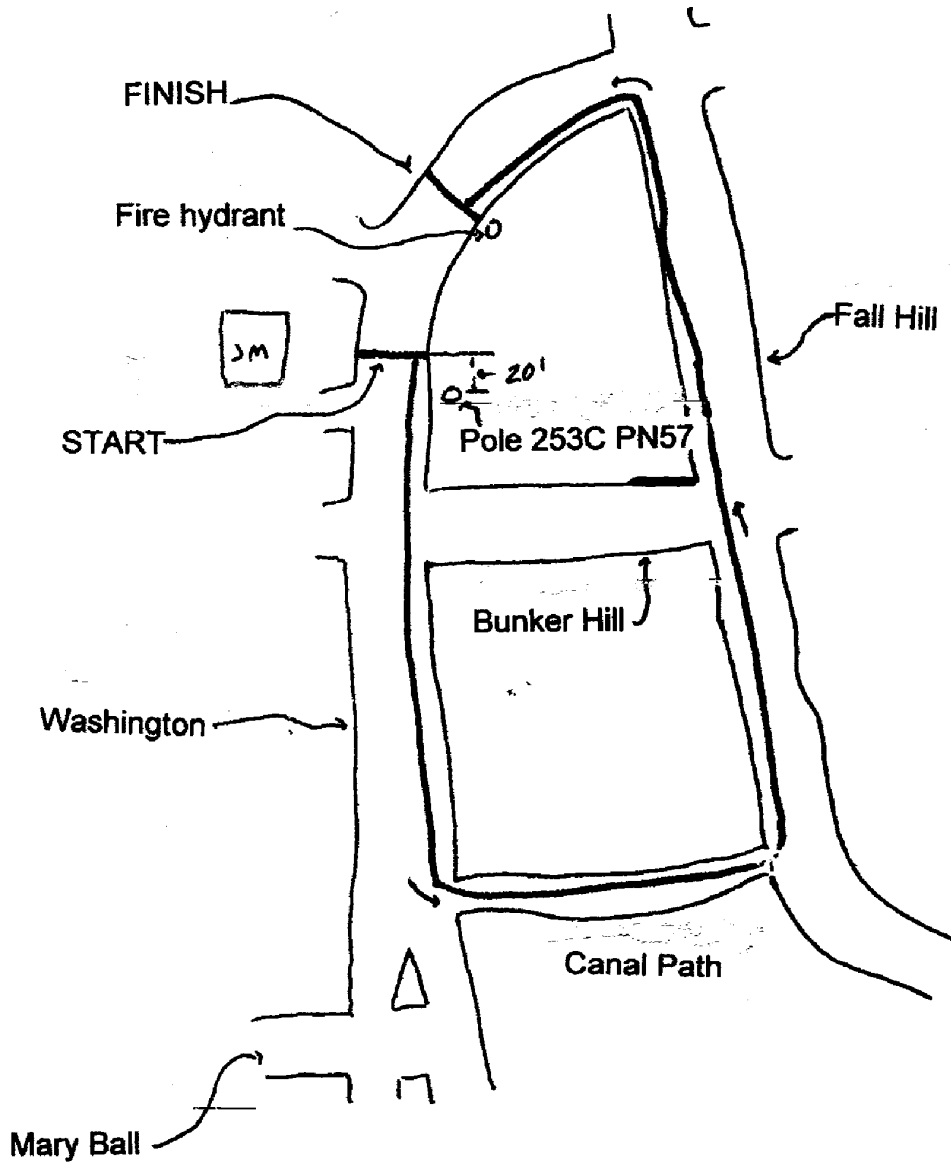 FINISH
Fire hydrant
JM
Fall Hill
20'
START
Pole 253C PN57
Bunker Hill
Washington
Canal Path
Mary Ball